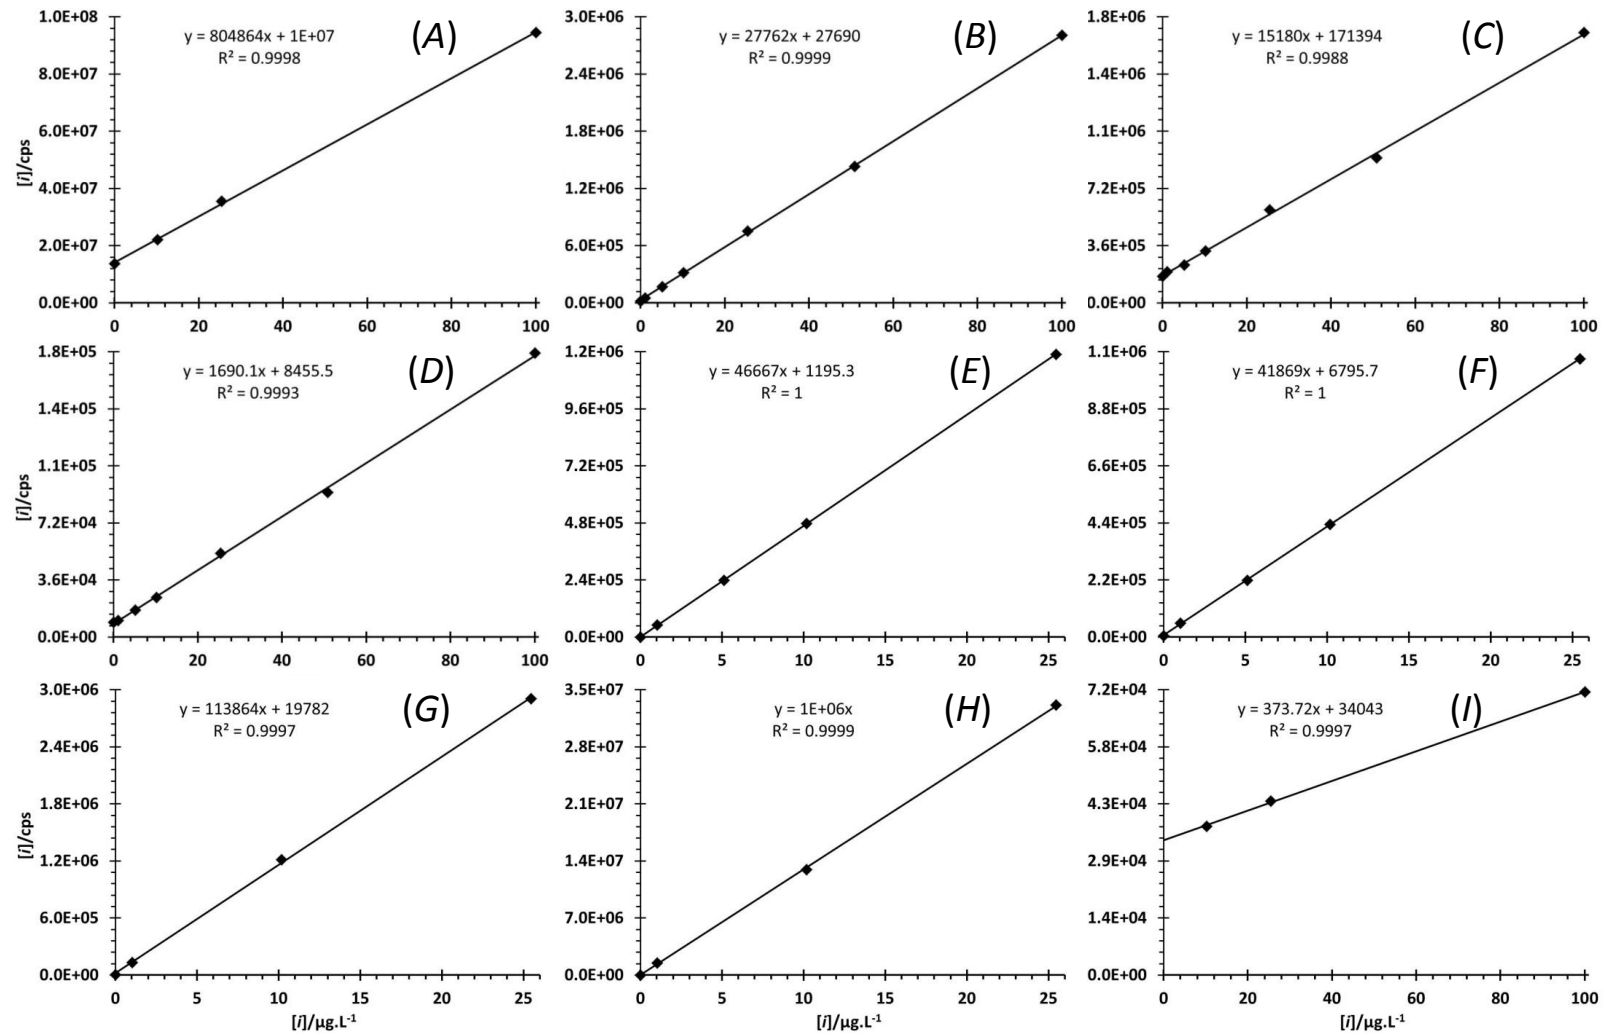 y = 804864x + 1E+07
R² = 0.9998
(A)
[i]/cps
1.0E+08
8.0E+07
6.0E+07
4.0E+07
2.0E+07
0.0E+00
0 20 40 60 80 100
y = 27762x + 27690
R² = 0.9999
(B)
3.0E+06
2.4E+06
1.8E+06
1.2E+06
6.0E+05
0.0E+00
0 20 40 60 80 100
y = 15180x + 171394
R² = 0.9988
(C)
1.8E+06
1.4E+06
1.1E+06
7.2E+05
3.6E+05
0.0E+00
0 20 40 60 80 100
y = 1690.1x + 8455.5
R² = 0.9993
(D)
[i]/cps
1.8E+05
1.4E+05
1.1E+05
7.2E+04
3.6E+04
0.0E+00
0 20 40 60 80 100
y = 46667x + 1195.3
R² = 1
(E)
1.2E+06
9.6E+05
7.2E+05
4.8E+05
2.4E+05
0.0E+00
0 5 10 15 20 25
y = 41869x + 6795.7
R² = 1
(F)
1.1E+06
8.8E+05
6.6E+05
4.4E+05
2.2E+05
0.0E+00
0 5 10 15 20 25
y = 113864x + 19782
R² = 0.9997
(G)
[i]/cps
3.0E+06
2.4E+06
1.8E+06
1.2E+06
6.0E+05
0.0E+00
0 5 10 15 20 25
[i]/µg.L⁻¹
y = 1E+06x
R² = 0.9999
(H)
3.5E+07
2.8E+07
2.1E+07
1.4E+07
7.0E+06
0.0E+00
0 5 10 15 20 25
[i]/µg.L⁻¹
y = 373.72x + 34043
R² = 0.9997
(I)
7.2E+04
5.8E+04
4.3E+04
2.9E+04
1.4E+04
0.0E+00
0 20 40 60 80 100
[i]/µg.L⁻¹